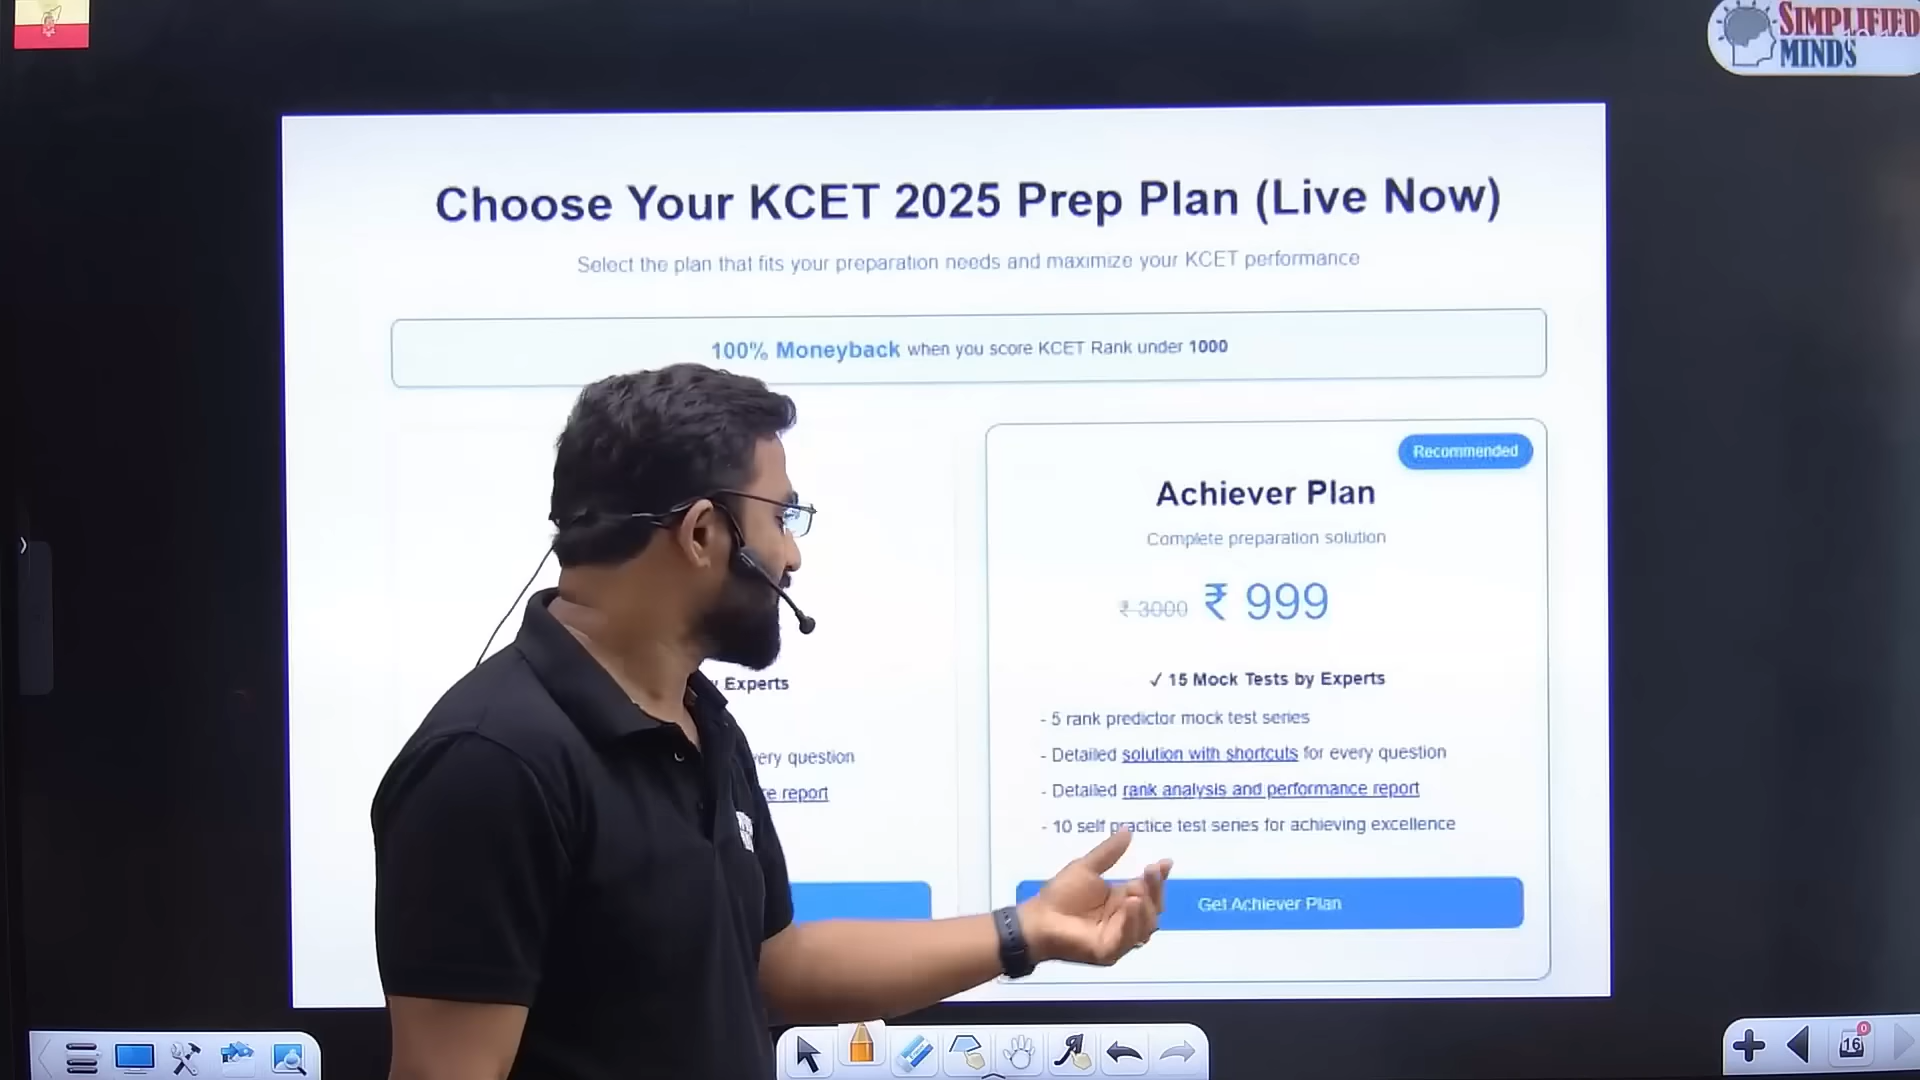 SIMPLIFIED
MINDS
Choose Your KCET 2025 Prep Plan (Live Now)
Select the plan that fits your preparation needs and maximize your KCET performance
100% Moneyback when you score KCET Rank under 1000
Recommended
Achiever Plan
Complete preparation solution
₹ 3000 ₹ 999
Experts
✓ 15 Mock Tests by Experts
- 5 rank predictor mock test series
ery question
- Detailed solution with shortcuts for every question
re report
- Detailed rank analysis and performance report
- 10 self practice test series for achieving excellence
Get Achiever Plan
0
16